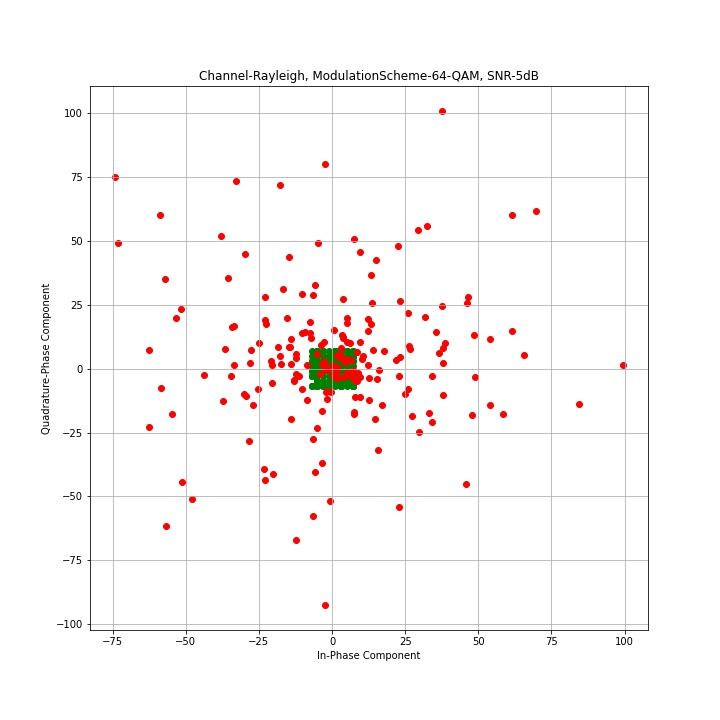 Channel-Rayleigh, ModulationScheme-64-QAM, SNR-5dB
100
75
50
25
0
−25
−50
−75
−100
Quadrature-Phase Component
−75 −50 −25 0 25 50 75 100
In-Phase Component